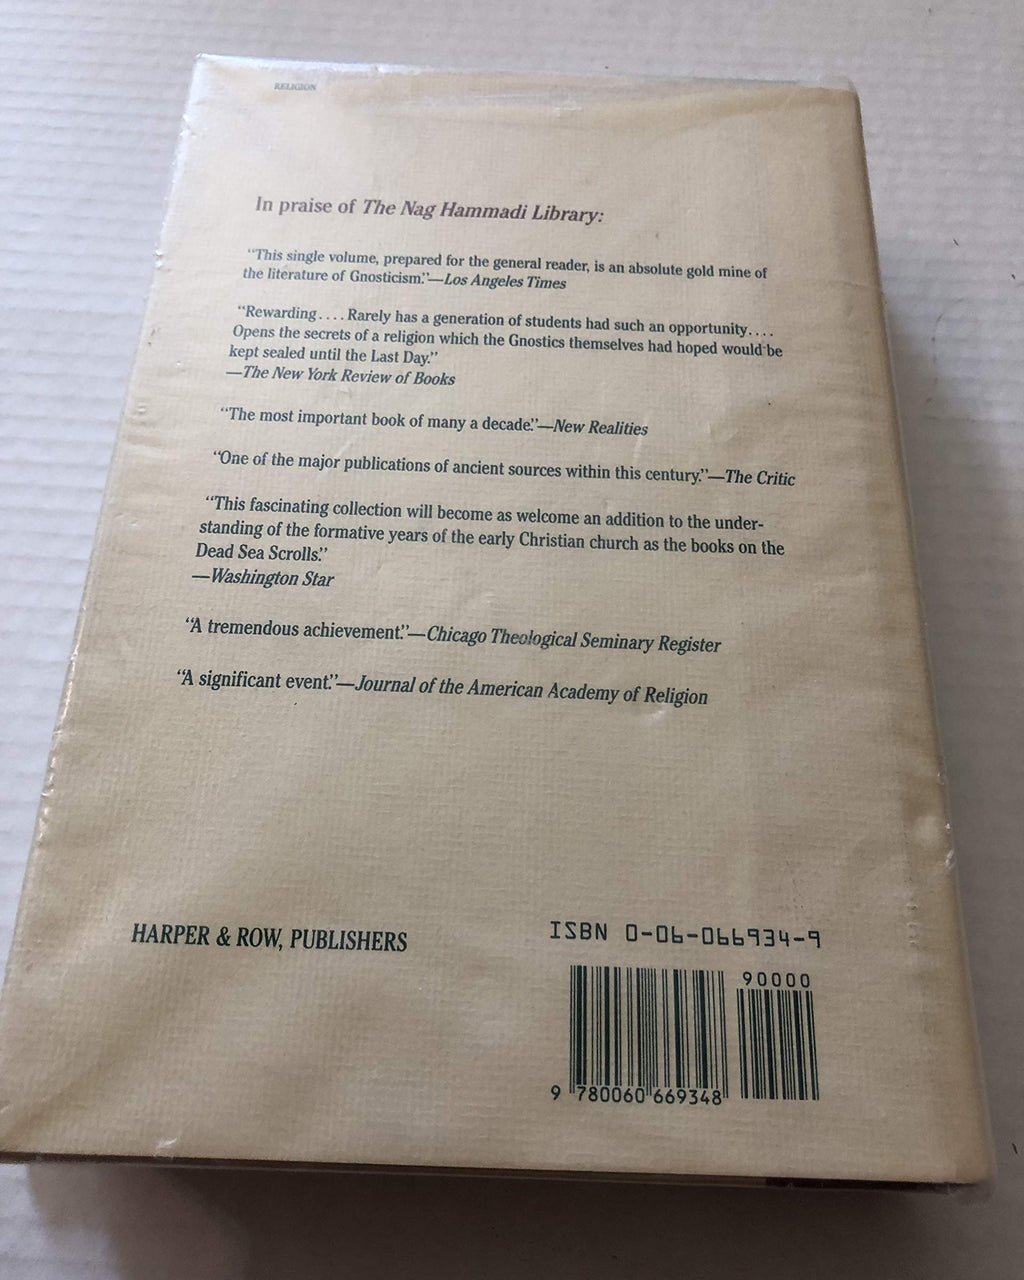 RELIGION
In praise of The Nag Hammadi Library:
“This single volume, prepared for the general reader, is an absolute gold mine of
the literature of Gnosticism.”—Los Angeles Times
“Rewarding.... Rarely has a generation of students had such an opportunity....
Opens the secrets of a religion which the Gnostics themselves had hoped would be
kept sealed until the Last Day.”
—The New York Review of Books
“The most important book of many a decade.”—New Realities
“One of the major publications of ancient sources within this century.”—The Critic
“This fascinating collection will become as welcome an addition to the under-
standing of the formative years of the early Christian church as the books on the
Dead Sea Scrolls.”
—Washington Star
“A tremendous achievement.”—Chicago Theological Seminary Register
“A significant event.”—Journal of the American Academy of Religion
HARPER & ROW, PUBLISHERS
ISBN 0-06-066934-9
90000
9 780060 669348